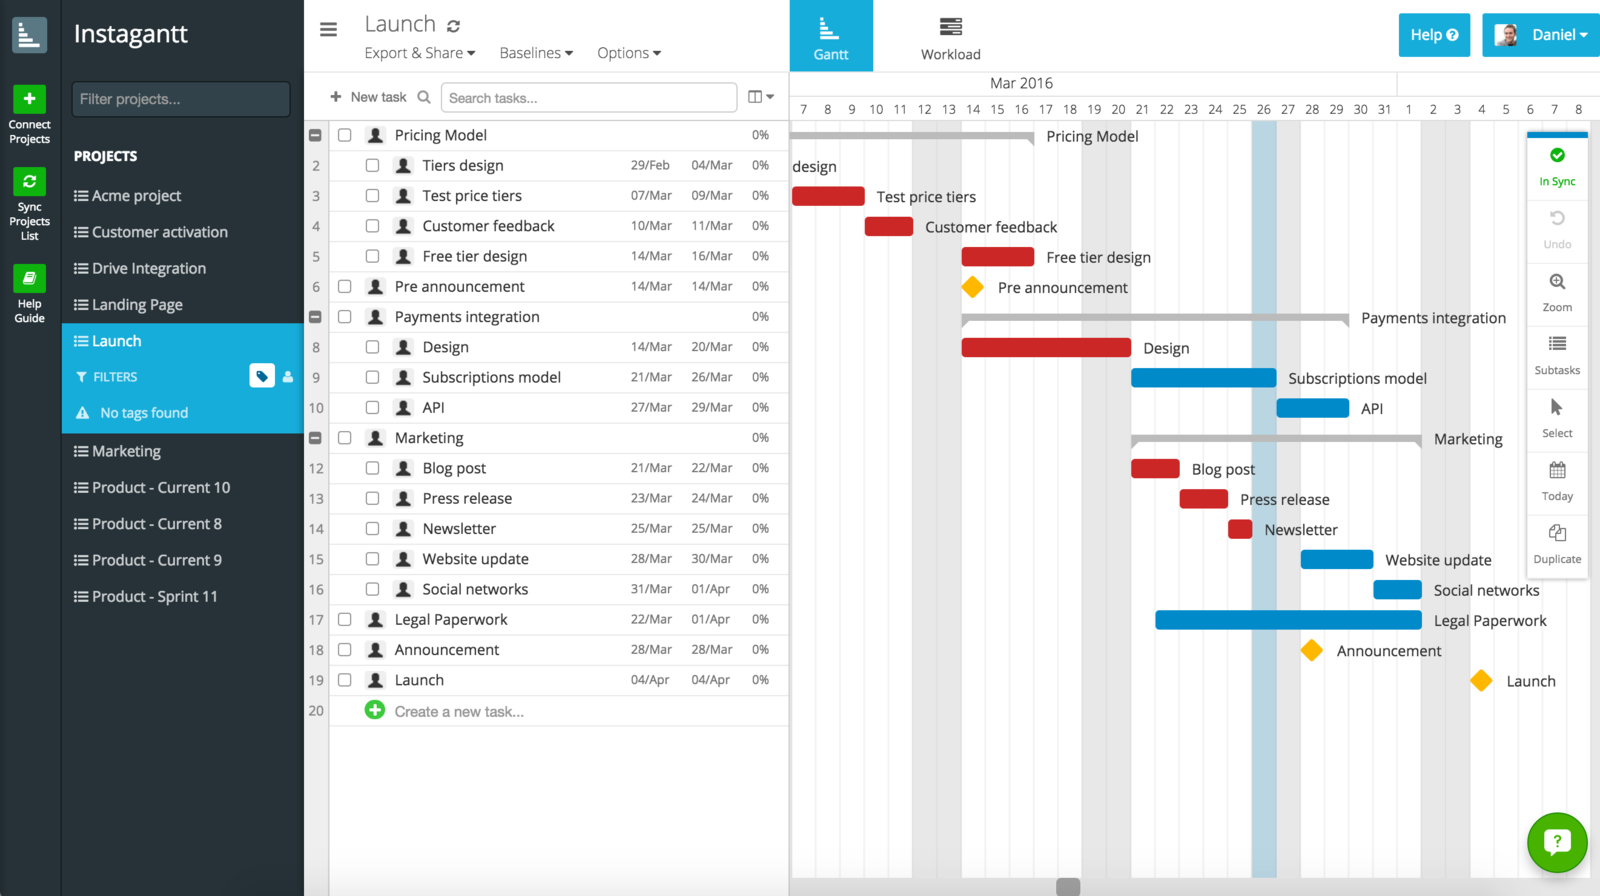 Instagantt
Connect
Projects
Sync
Projects
List
Help
Guide
Filter projects...
PROJECTS
Acme project
Customer activation
Drive Integration
Landing Page
Launch
FILTERS
No tags found
Marketing
Product - Current 10
Product - Current 8
Product - Current 9
Product - Sprint 11
Launch
Export & Share Baselines Options
New task Search tasks...
Pricing Model 0%
2 Tiers design 29/Feb 04/Mar 0%
3 Test price tiers 07/Mar 09/Mar 0%
4 Customer feedback 10/Mar 11/Mar 0%
5 Free tier design 14/Mar 16/Mar 0%
6 Pre announcement 14/Mar 14/Mar 0%
Payments integration 0%
8 Design 14/Mar 20/Mar 0%
9 Subscriptions model 21/Mar 26/Mar 0%
10 API 27/Mar 29/Mar 0%
Marketing 0%
12 Blog post 21/Mar 22/Mar 0%
13 Press release 23/Mar 24/Mar 0%
14 Newsletter 25/Mar 25/Mar 0%
15 Website update 28/Mar 30/Mar 0%
16 Social networks 31/Mar 01/Apr 0%
17 Legal Paperwork 22/Mar 01/Apr 0%
18 Announcement 28/Mar 28/Mar 0%
19 Launch 04/Apr 04/Apr 0%
20 Create a new task...
Gantt Workload
Help ? Daniel
Mar 2016
7 8 9 10 11 12 13 14 15 16 17 18 19 20 21 22 23 24 25 26 27 28 29 30 31 1 2 3 4 5 6 7 8
Pricing Model
design
Test price tiers
Customer feedback
Free tier design
Pre announcement
Payments integration
Design
Subscriptions model
API
Marketing
Blog post
Press release
Newsletter
Website update
Social networks
Legal Paperwork
Announcement
Launch
In Sync
Undo
Zoom
Subtasks
Select
Today
Duplicate
?